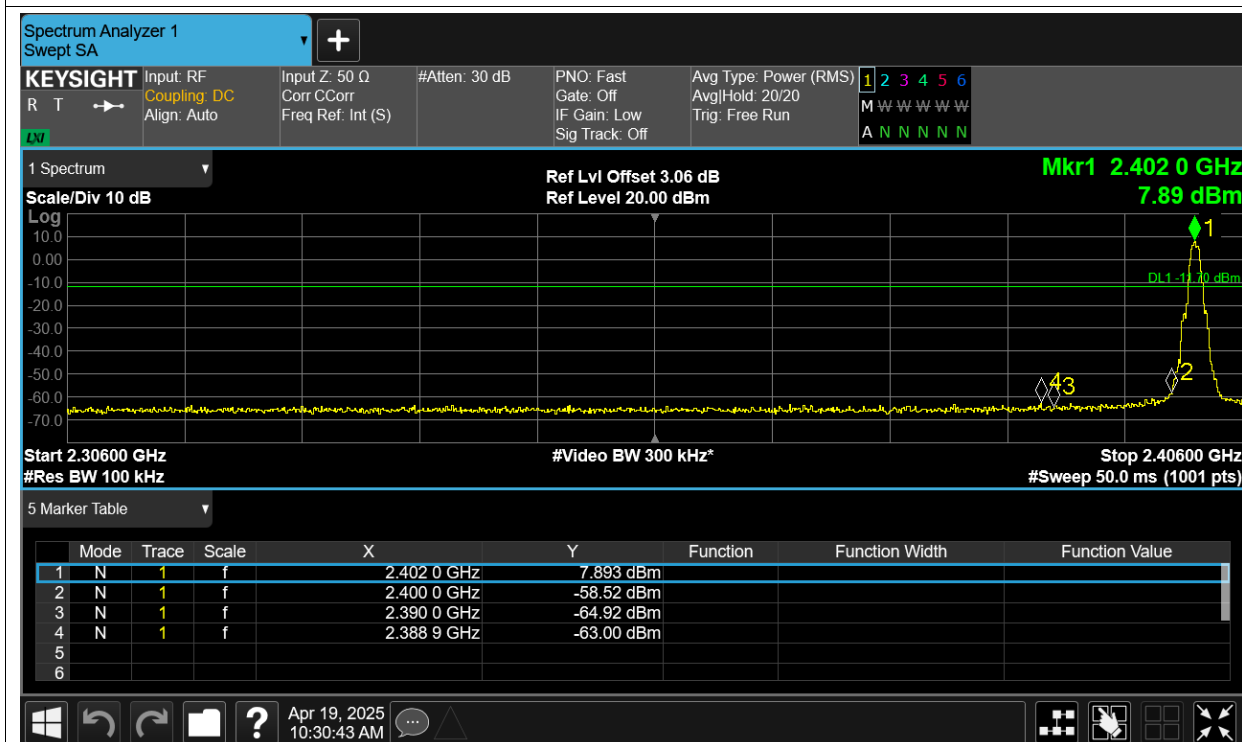 Spectrum Analyzer 1
Swept SA
+
KEYSIGHT
R T
LXI
Input: RF
Coupling: DC
Align: Auto
Input Z: 50 Ω
Corr CCorr
Freq Ref: Int (S)
#Atten: 30 dB
PNO: Fast
Gate: Off
IF Gain: Low
Sig Track: Off
Avg Type: Power (RMS)
Avg|Hold: 20/20
Trig: Free Run
1 2 3 4 5 6
M W W W W W
A N N N N N
1 Spectrum
Scale/Div 10 dB
Ref Lvl Offset 3.06 dB
Ref Level 20.00 dBm
Mkr1 2.402 0 GHz
7.89 dBm
Log
10.0
0.00
-10.0
-20.0
-30.0
-40.0
-50.0
-60.0
-70.0
1
DL1 -11.70 dBm
2
43
Start 2.30600 GHz
#Video BW 300 kHz*
Stop 2.40600 GHz
#Res BW 100 kHz
#Sweep 50.0 ms (1001 pts)
5 Marker Table
Mode Trace Scale X Y Function Function Width Function Value
1 N 1 f 2.402 0 GHz 7.893 dBm
2 N 1 f 2.400 0 GHz -58.52 dBm
3 N 1 f 2.390 0 GHz -64.92 dBm
4 N 1 f 2.388 9 GHz -63.00 dBm
5
6
?
Apr 19, 2025
10:30:43 AM